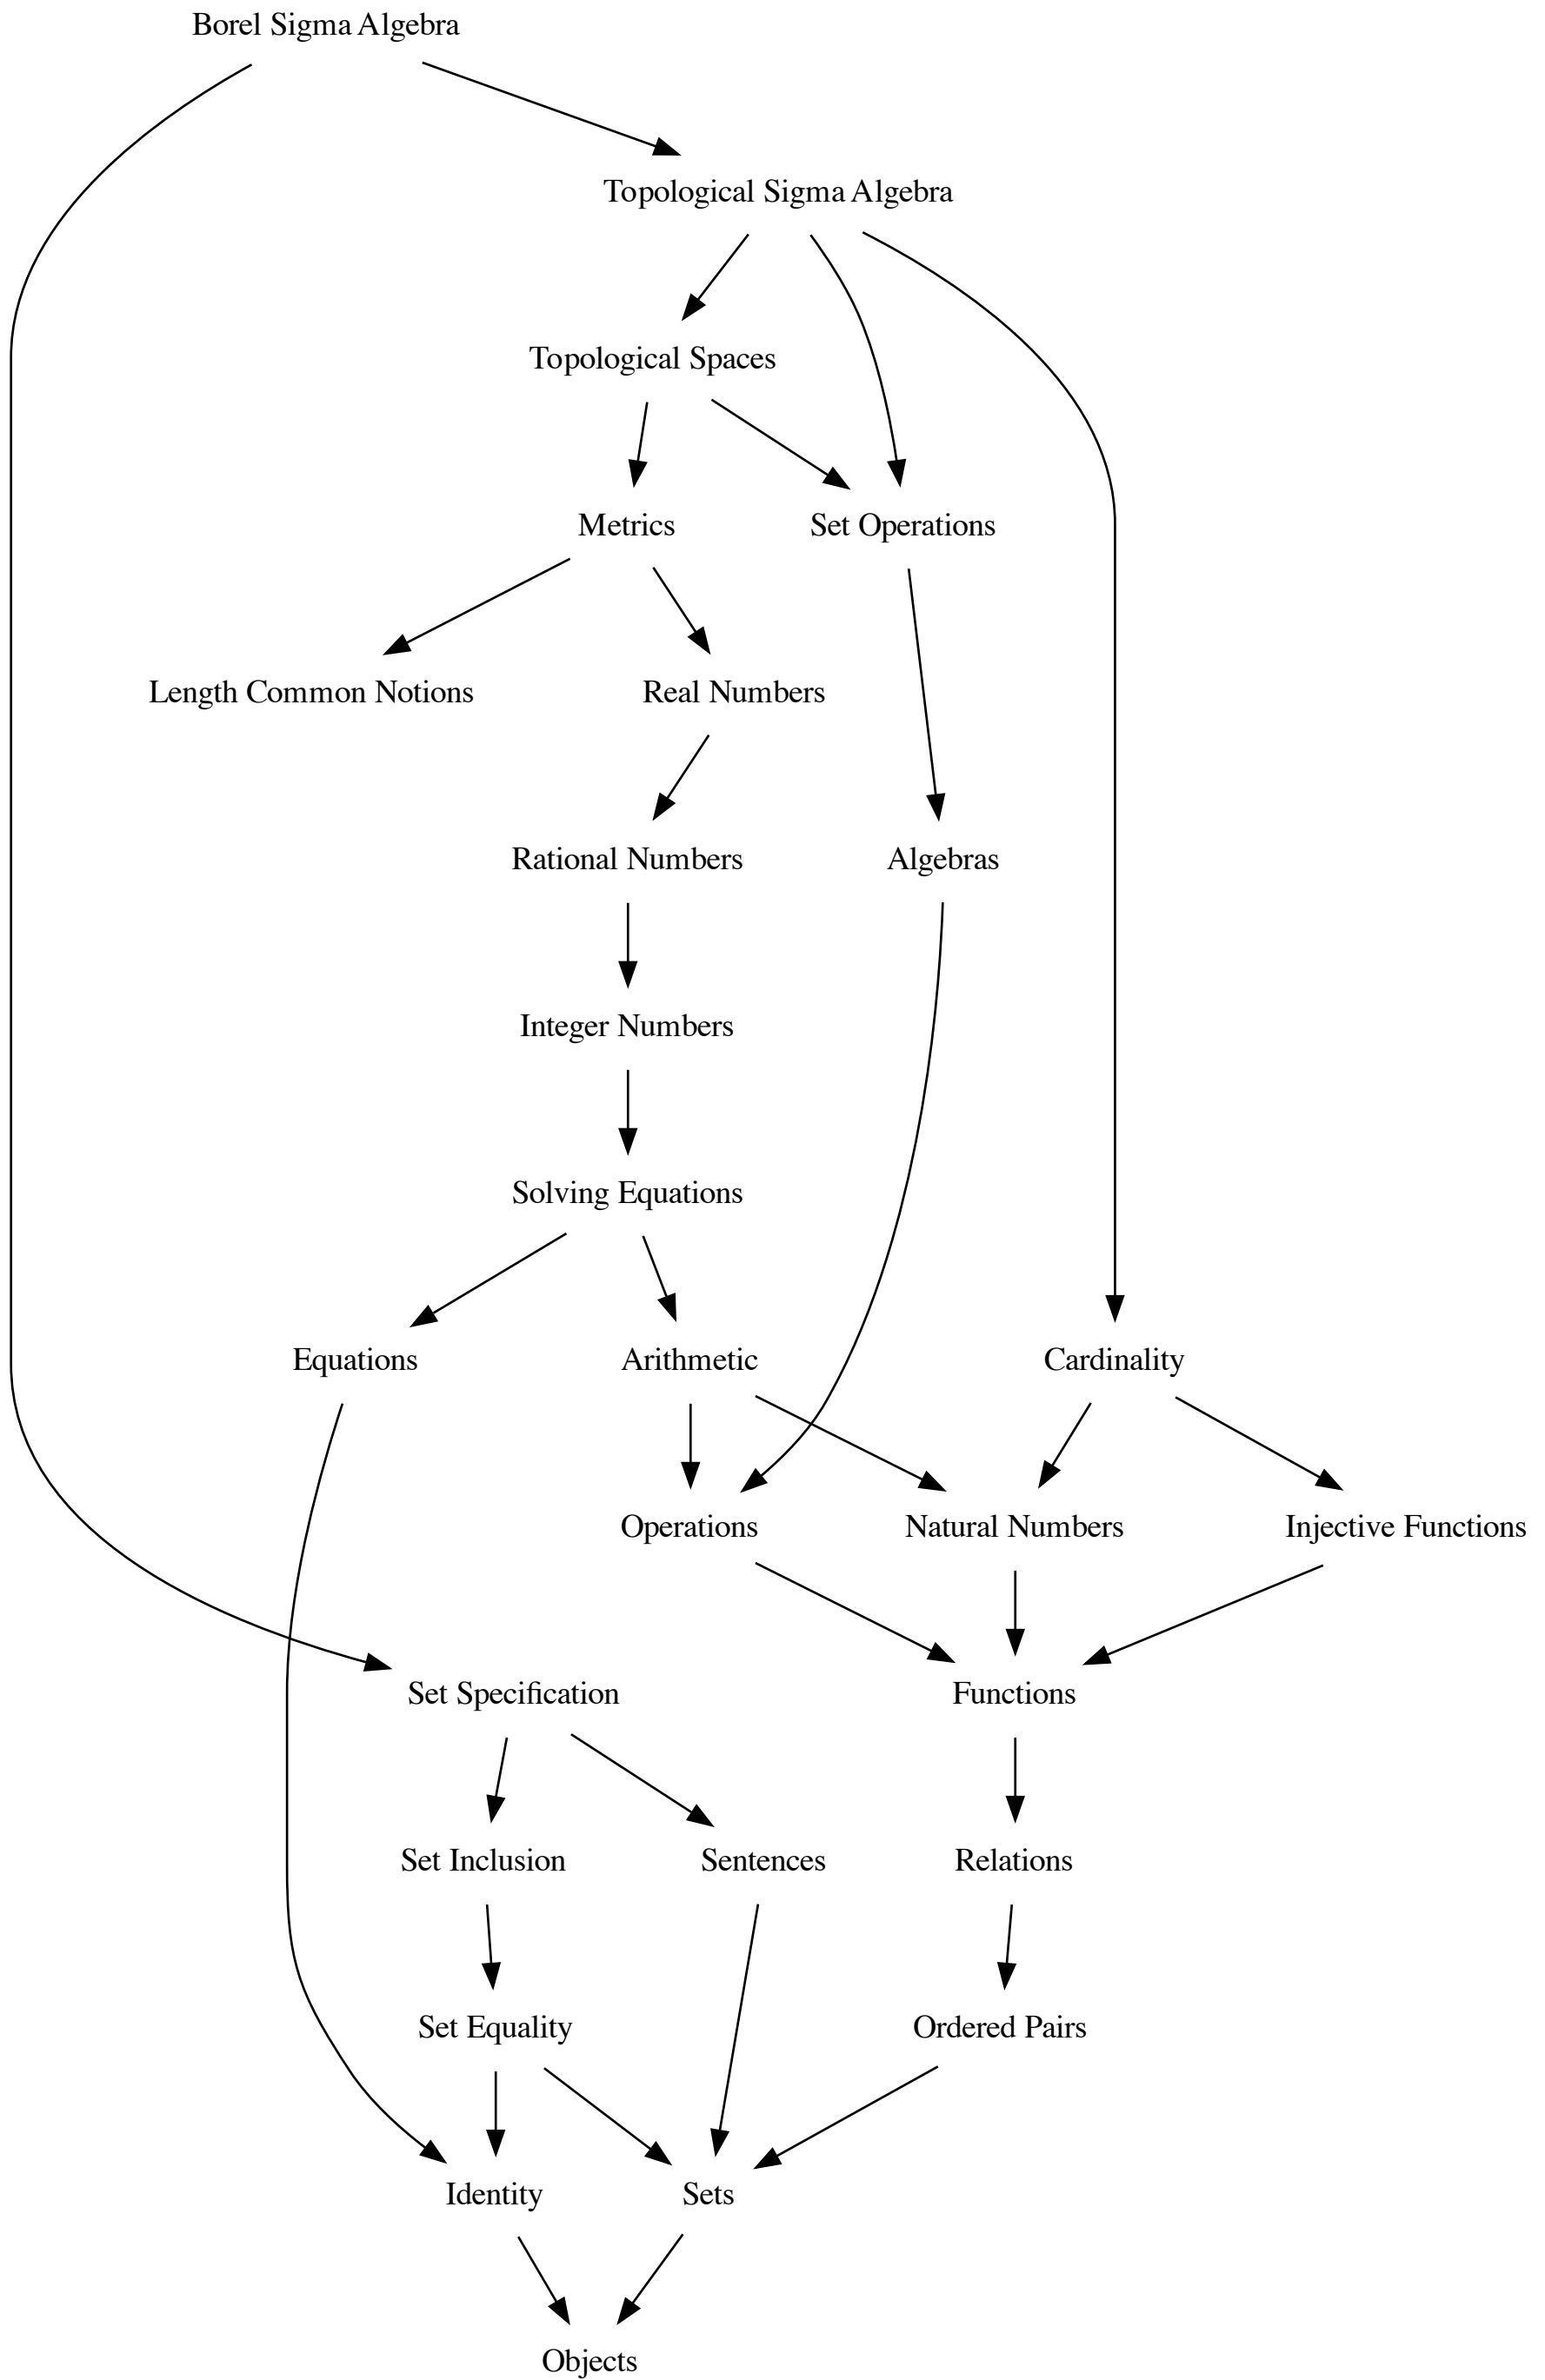 Borel Sigma Algebra
Topological Sigma Algebra
Topological Spaces
Metrics
Set Operations
Length Common Notions
Real Numbers
Rational Numbers
Algebras
Integer Numbers
Solving Equations
Equations
Arithmetic
Cardinality
Operations
Natural Numbers
Injective Functions
Set Specification
Functions
Set Inclusion
Sentences
Relations
Set Equality
Ordered Pairs
Identity
Sets
Objects